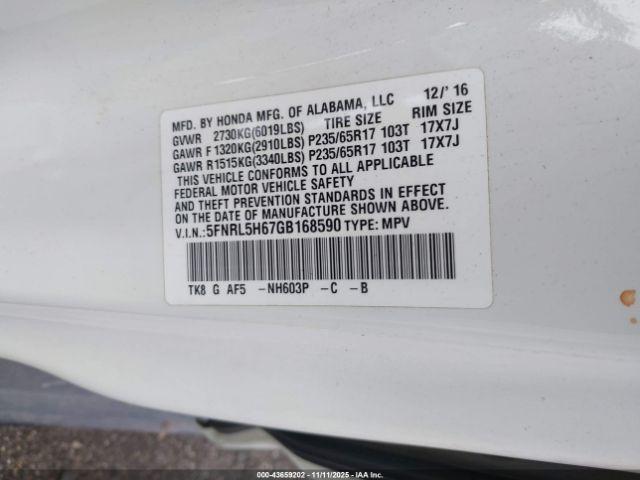 MFD. BY HONDA MFG. OF ALABAMA, LLC 12/'16
GVWR 2730KG(6019LBS) TIRE SIZE RIM SIZE
GAWR F1320KG(2910LBS)P235/65R17 103T 17X7J
GAWR R1515KG(3340LBS)P235/65R17 103T 17X7J
THIS VEHICLE CONFORMS TO ALL APPLICABLE
FEDERAL MOTOR VEHICLE SAFETY
AND THEFT PREVENTION STANDARDS IN EFFECT
ON THE DATE OF MANUFACTURE SHOWN ABOVE.
V.I.N.:5FNRL5H67GB168590 TYPE: MPV
TK8 G AF5 -NH603P -C -B
#00-43659202 — 11/11/2025 — IAA Inc.